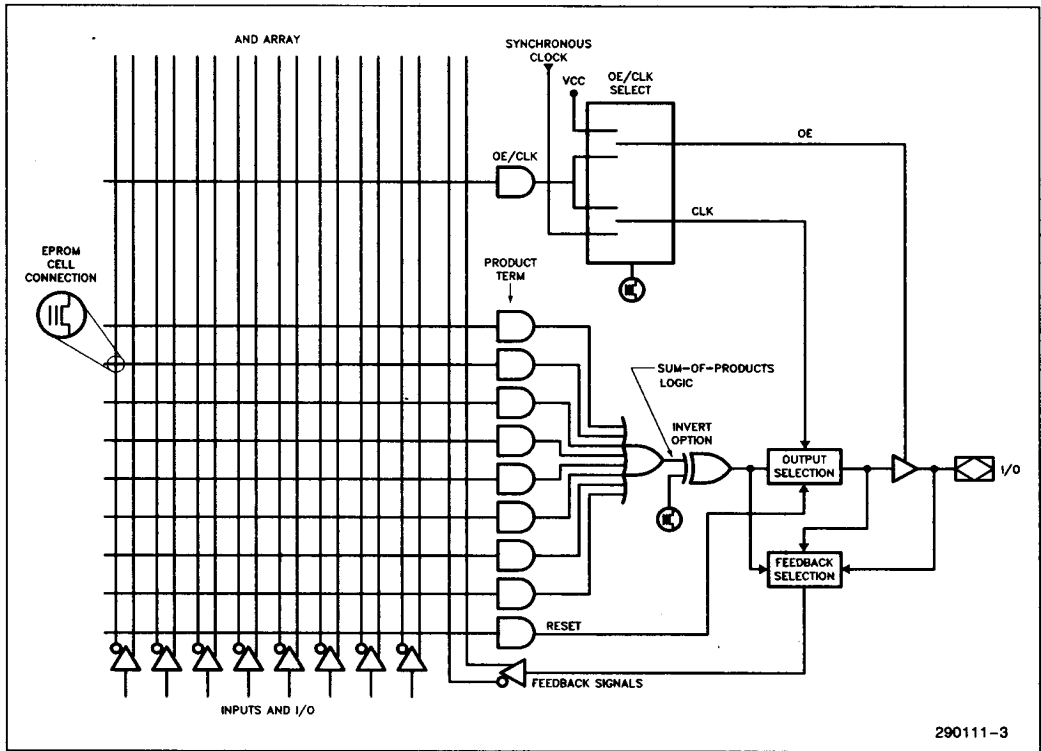 AND ARRAY
SYNCHRONOUS
CLOCK
VCC
OE/CLK
SELECT
OE
OE/CLK
CLK
EPROM
CELL
CONNECTION
PRODUCT
TERM
SUM-OF-PRODUCTS
LOGIC
INVERT
OPTION
OUTPUT
SELECTION
I/O
FEEDBACK
SELECTION
RESET
FEEDBACK SIGNALS
INPUTS AND I/O
290111-3